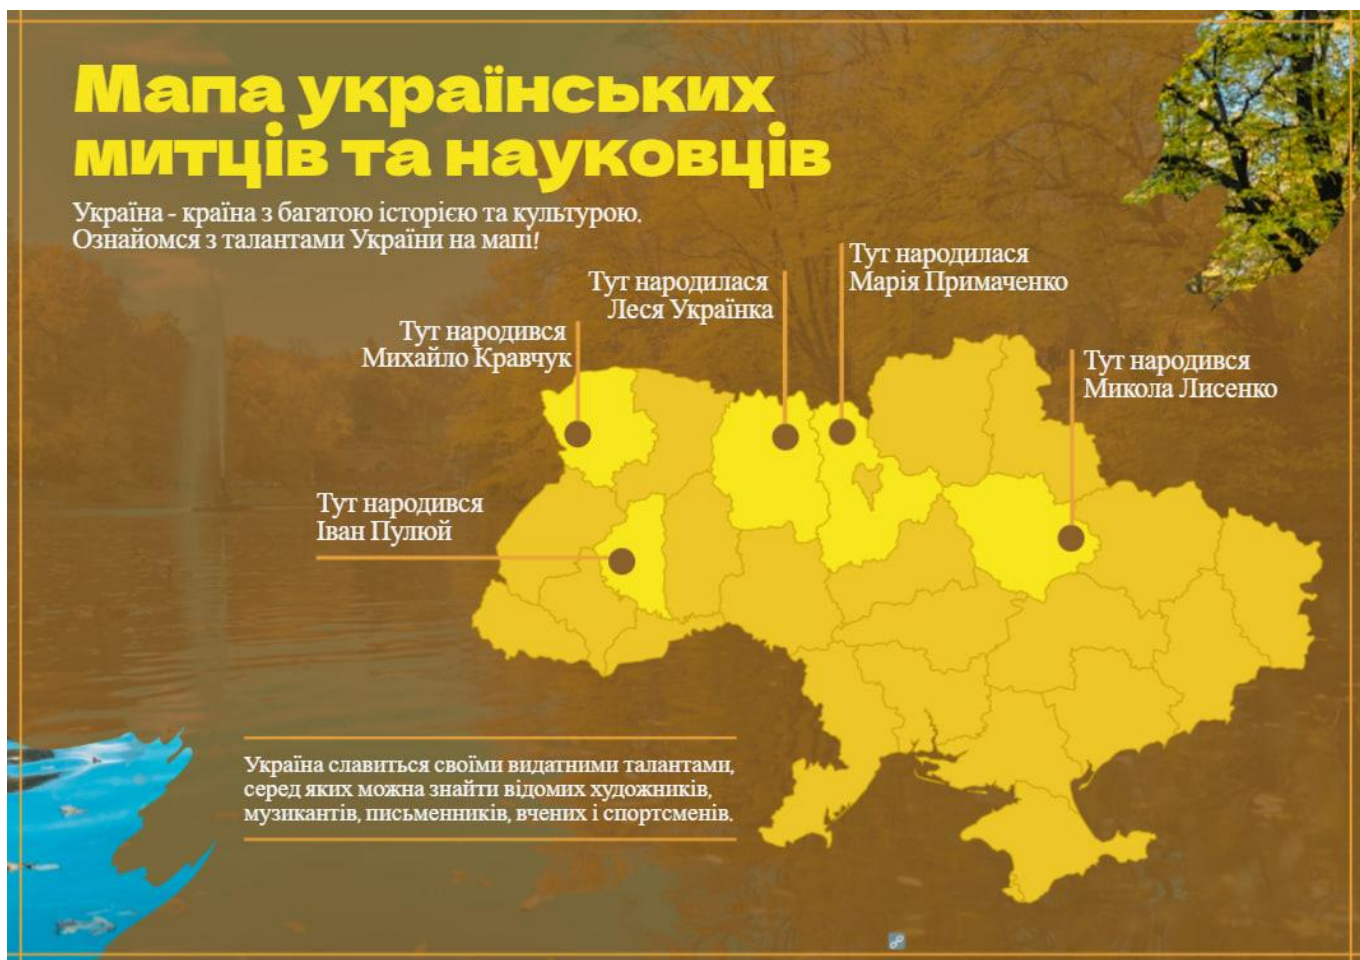 Мапа українських
митців та науковців
Україна - країна з багатою історією та культурою.
Ознайомся з талантами України на мапі!
Тут народилася
Марія Примаченко
Тут народилася
Леся Українка
Тут народився
Михайло Кравчук
Тут народився
Микола Лисенко
Тут народився
Іван Пулюй
Україна славиться своїми видатними талантами,
серед яких можна знайти відомих художників,
музикантів, письменників, вчених і спортсменів.